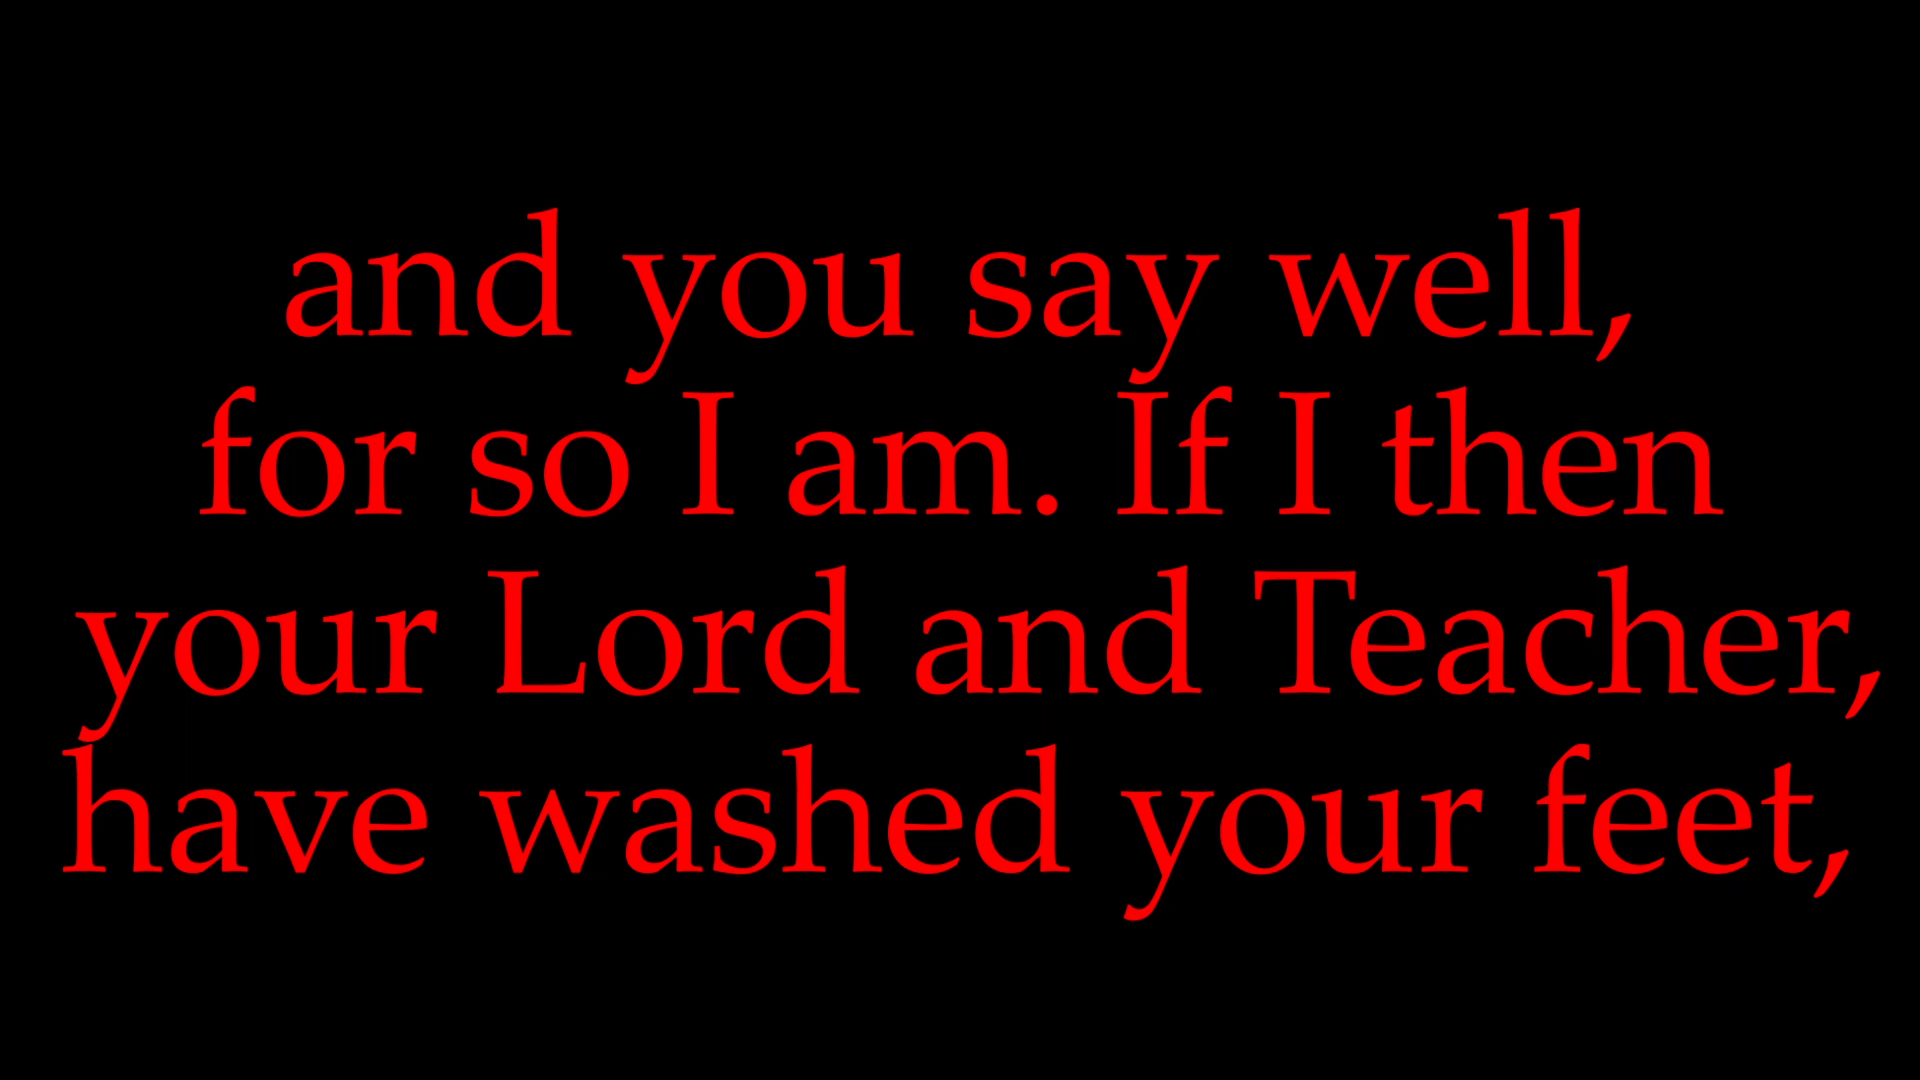 and you say well,
for so I am. If I then
your Lord and Teacher,
have washed your feet,